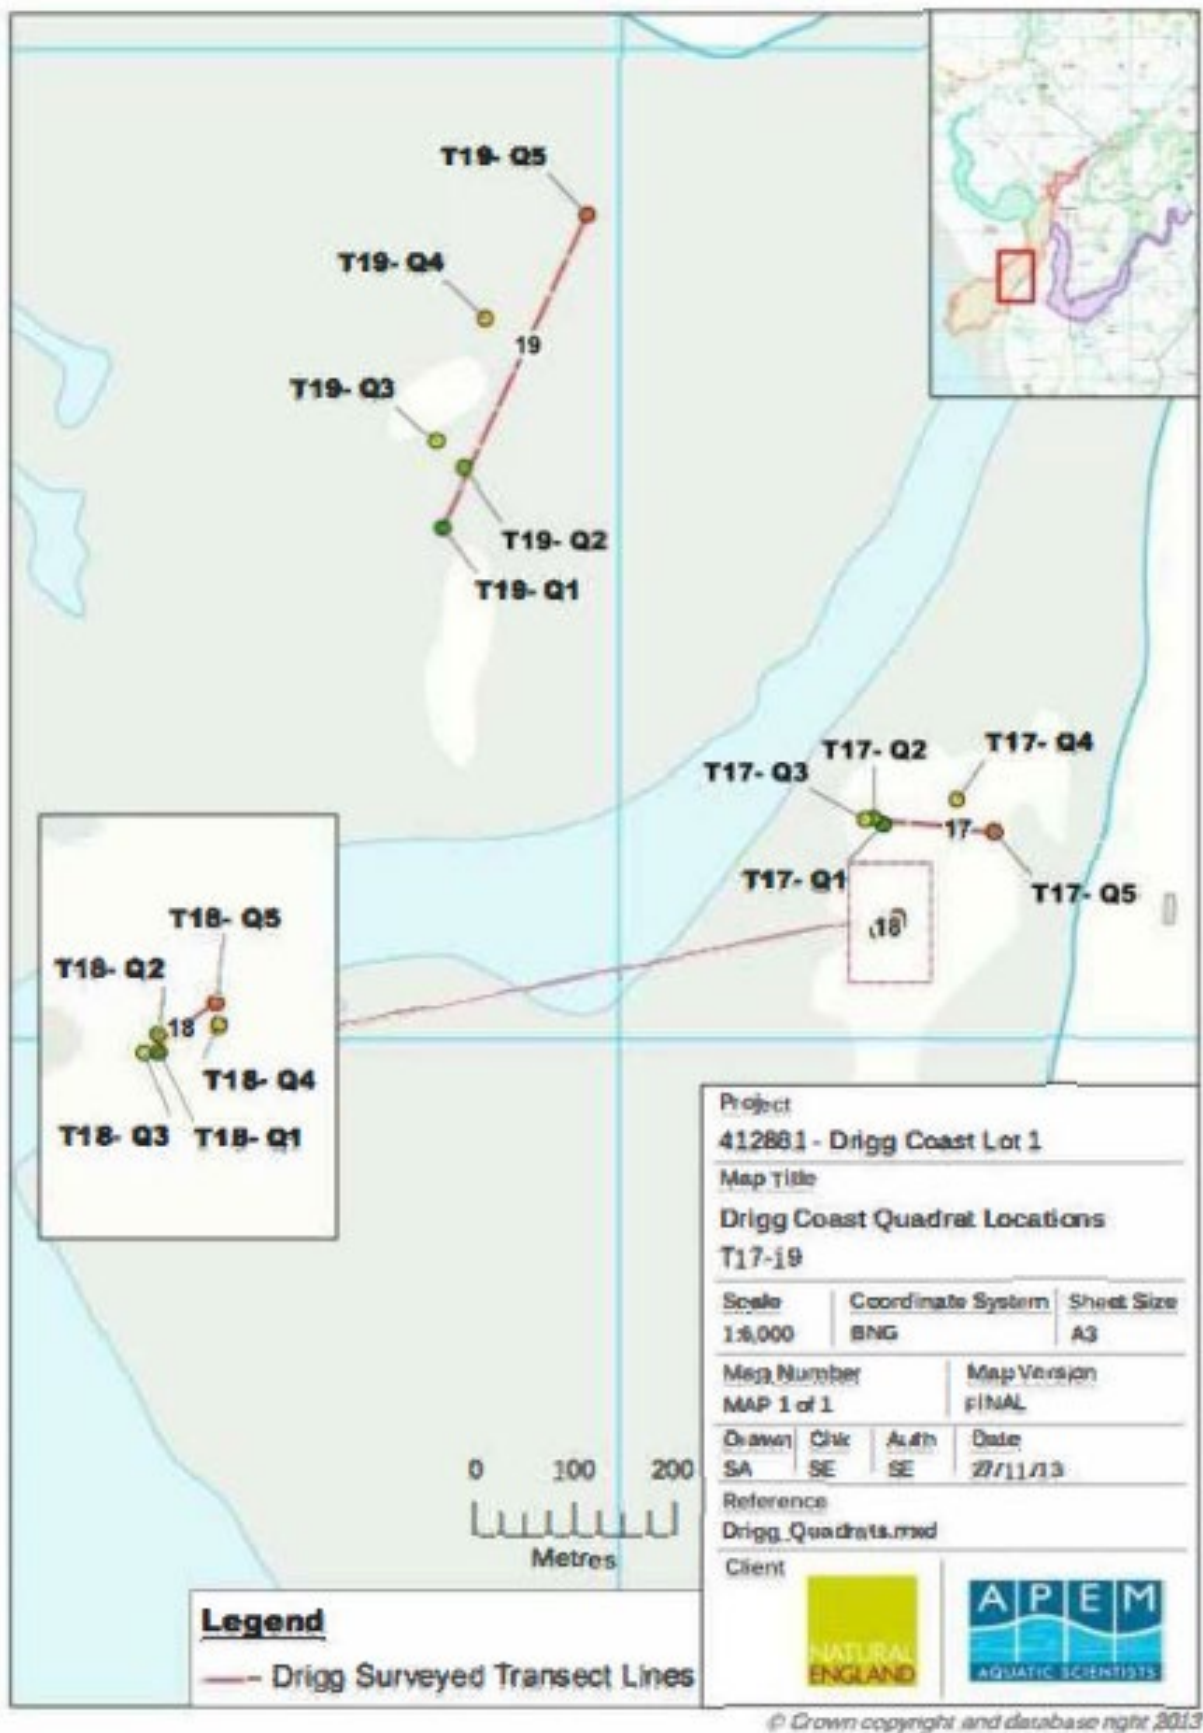 T19- Q5
T19- Q4
19
T19- Q3
T19- Q2
T19- Q1
T17- Q2
T17- Q4
T17- Q3
17
T17- Q1
T17- Q5
18
T18- Q5
T18- Q2
18
T18- Q4
T18- Q3
T18- Q1
Project
412881 - Drigg Coast Lot 1
Map Title
Drigg Coast Quadrat Locations
T17-19
Scale Coordinate System Sheet Size
1:6,000 BNG A3
Map Number Map Version
MAP 1 of 1 FINAL
Drawn Chk Auth Date
SA SE SE 27/11/13
Reference
Drigg_Quadrats.mxd
Client
NATURAL
ENGLAND
APEM
AQUATIC SCIENTISTS
0 100 200
Metres
Legend
Drigg Surveyed Transect Lines
© Crown copyright and database right 2013